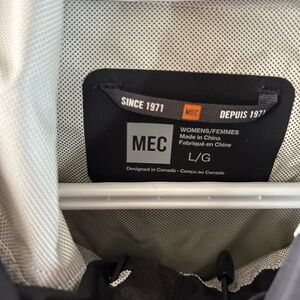 SINCE 1971
MEC
DEPUIS 1971
MEC
WOMENS/FEMMES
Made in China
Fabriqué en Chine
L/G
Designed in Canada - Conçu au Canada